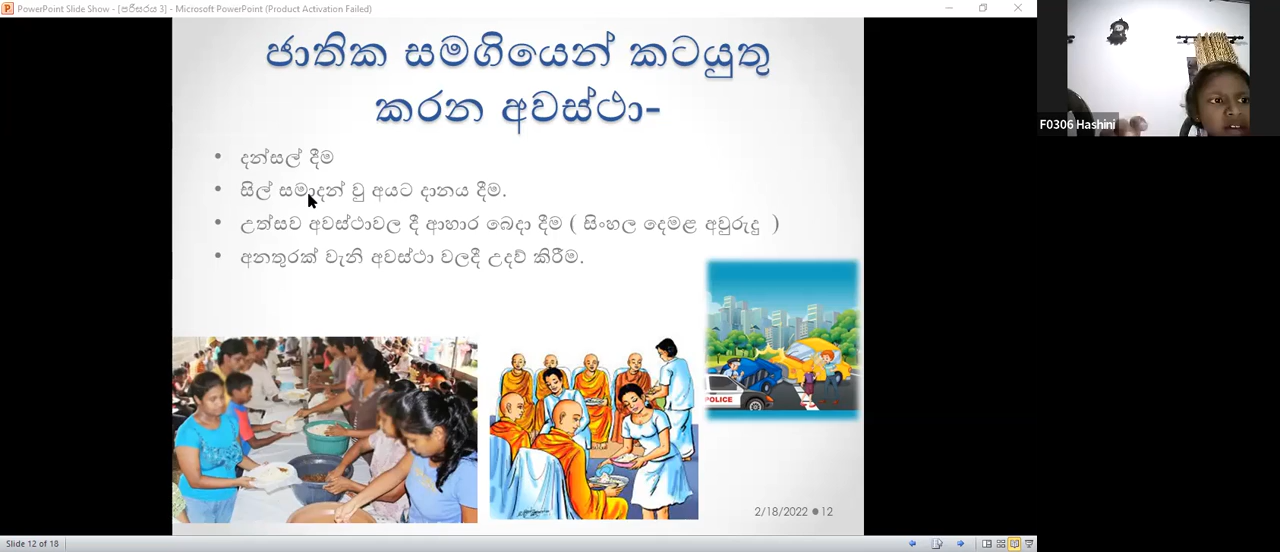 PowerPoint Slide Show - [පරිසරය 3] - Microsoft PowerPoint (Product Activation Failed)
ජාතික සමගියෙන් කටයුතු
කරන අවස්ථා-
• දන්සල් දීම
• සිල් සමාදන් වු අයට දානය දීම.
• උත්සව අවස්ථාවල දී ආහාර බෙදා දීම ( සිංහල දෙමළ අවුරුදු )
• අනතුරක් වැනි අවස්ථා වලදී උදව් කිරීම.
POLICE
2/18/2022 ●12
Slide 12 of 18
F0306 Hashini